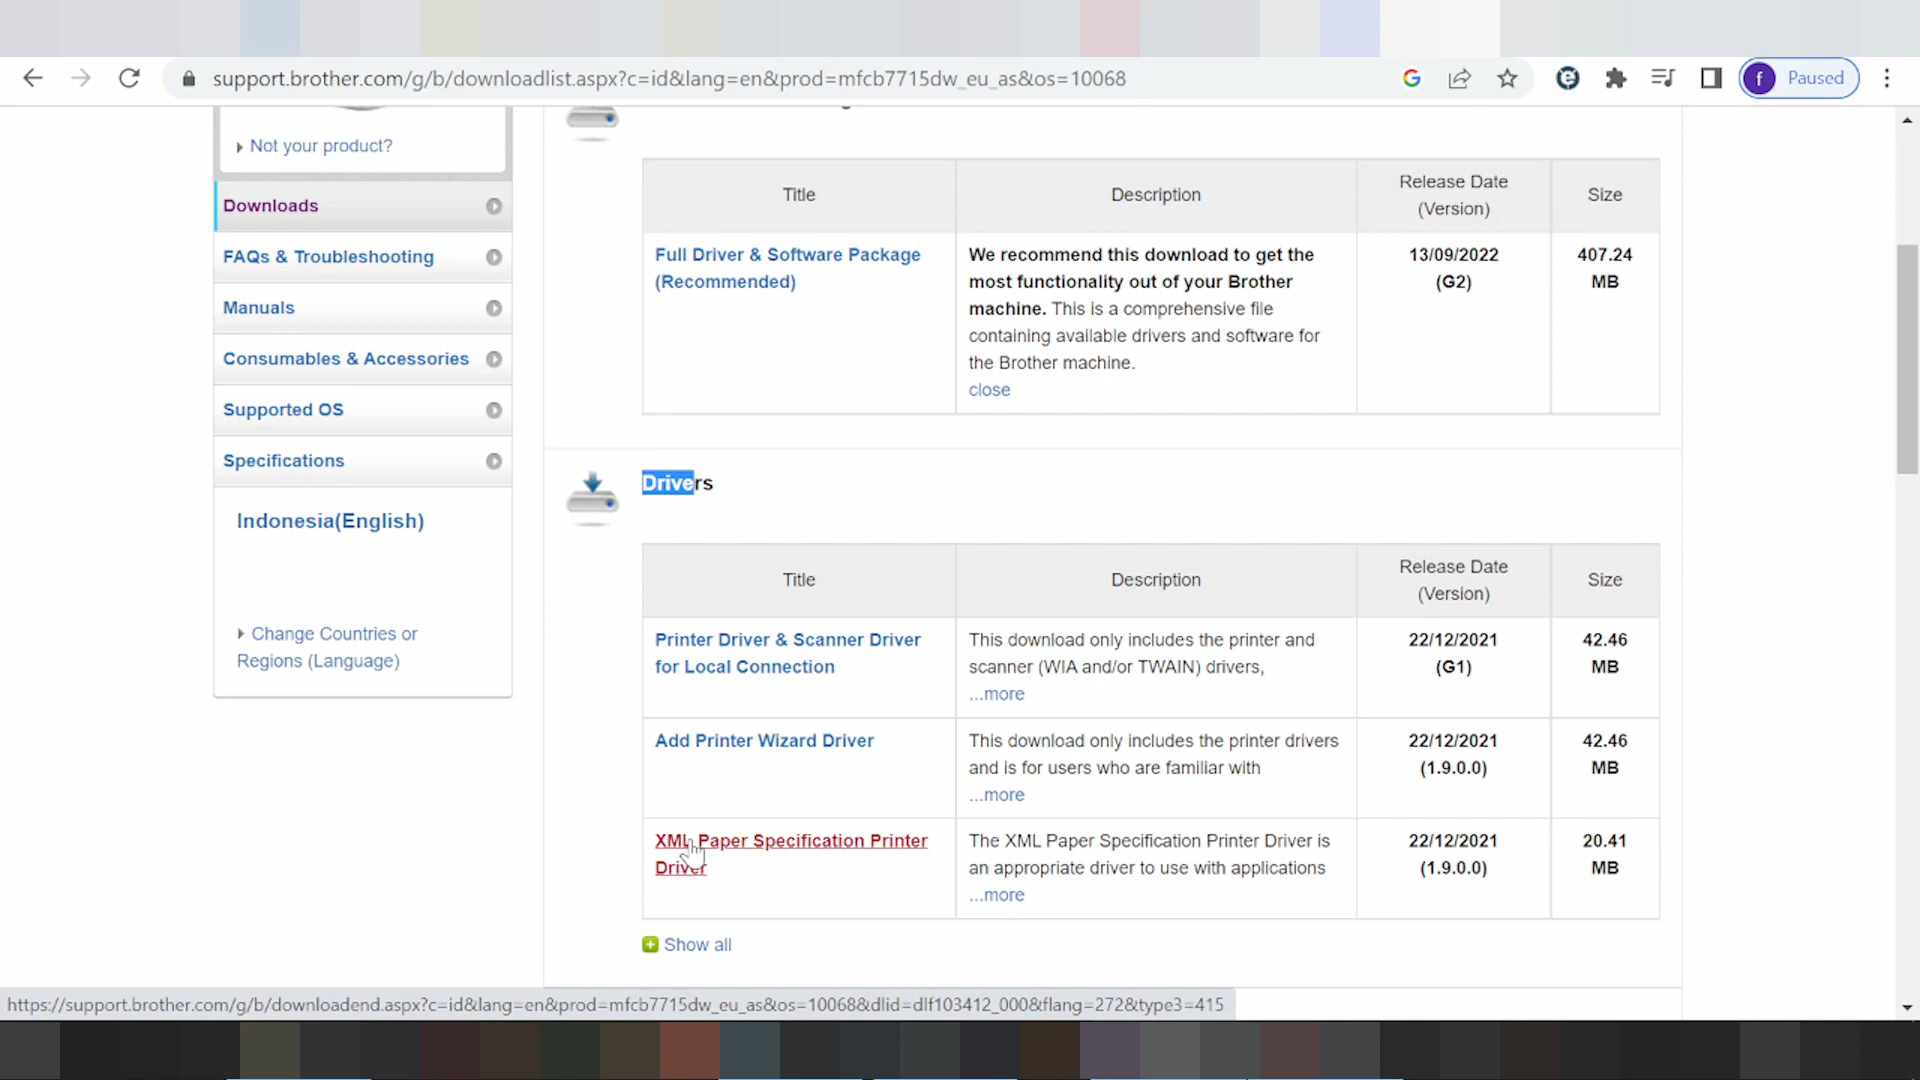 support.brother.com/g/b/downloadlist.aspx?c=id&lang=en&prod=mfcb7715dw_eu_as&os=10068
f Paused
Not your product?
Downloads
FAQs & Troubleshooting
Manuals
Consumables & Accessories
Supported OS
Specifications
Indonesia(English)
Change Countries or
Regions (Language)
Title Description Release Date
(Version) Size
Full Driver & Software Package
(Recommended)
We recommend this download to get the
most functionality out of your Brother
machine. This is a comprehensive file
containing available drivers and software for
the Brother machine.
close
13/09/2022
(G2)
407.24
MB
Drivers
Title Description Release Date
(Version) Size
Printer Driver & Scanner Driver
for Local Connection
This download only includes the printer and
scanner (WIA and/or TWAIN) drivers,
...more
22/12/2021
(G1)
42.46
MB
Add Printer Wizard Driver
This download only includes the printer drivers
and is for users who are familiar with
...more
22/12/2021
(1.9.0.0)
42.46
MB
XML Paper Specification Printer
Driver
The XML Paper Specification Printer Driver is
an appropriate driver to use with applications
...more
22/12/2021
(1.9.0.0)
20.41
MB
Show all
https://support.brother.com/g/b/downloadend.aspx?c=id&lang=en&prod=mfcb7715dw_eu_as&os=10068&dlid=dlf103412_000&flang=272&type3=415